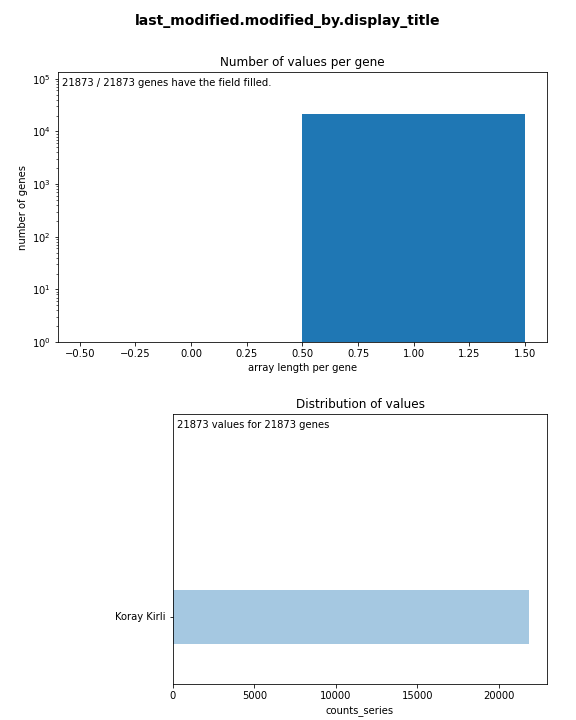 last_modified.modified_by.display_title
Number of values per gene
21873 / 21873 genes have the field filled.
10⁵
10⁴
10³
10²
10¹
10⁰
number of genes
−0.50 −0.25 0.00 0.25 0.50 0.75 1.00 1.25 1.50
array length per gene
Distribution of values
21873 values for 21873 genes
Koray Kirli
0 5000 10000 15000 20000
counts_series